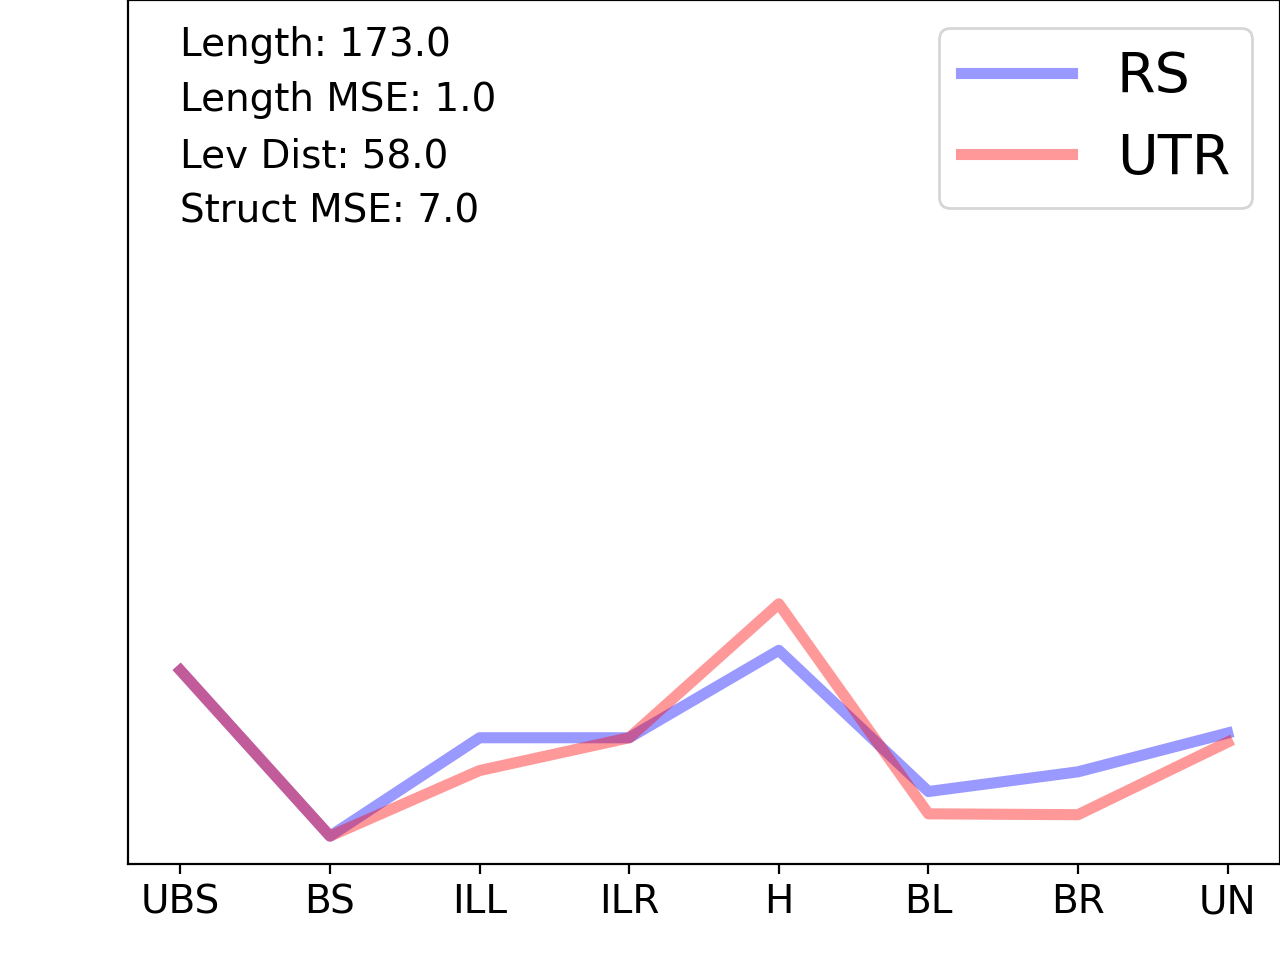 Length: 173.0
Length MSE: 1.0
Lev Dist: 58.0
Struct MSE: 7.0
RS
UTR
UBS BS ILL ILR H BL BR UN